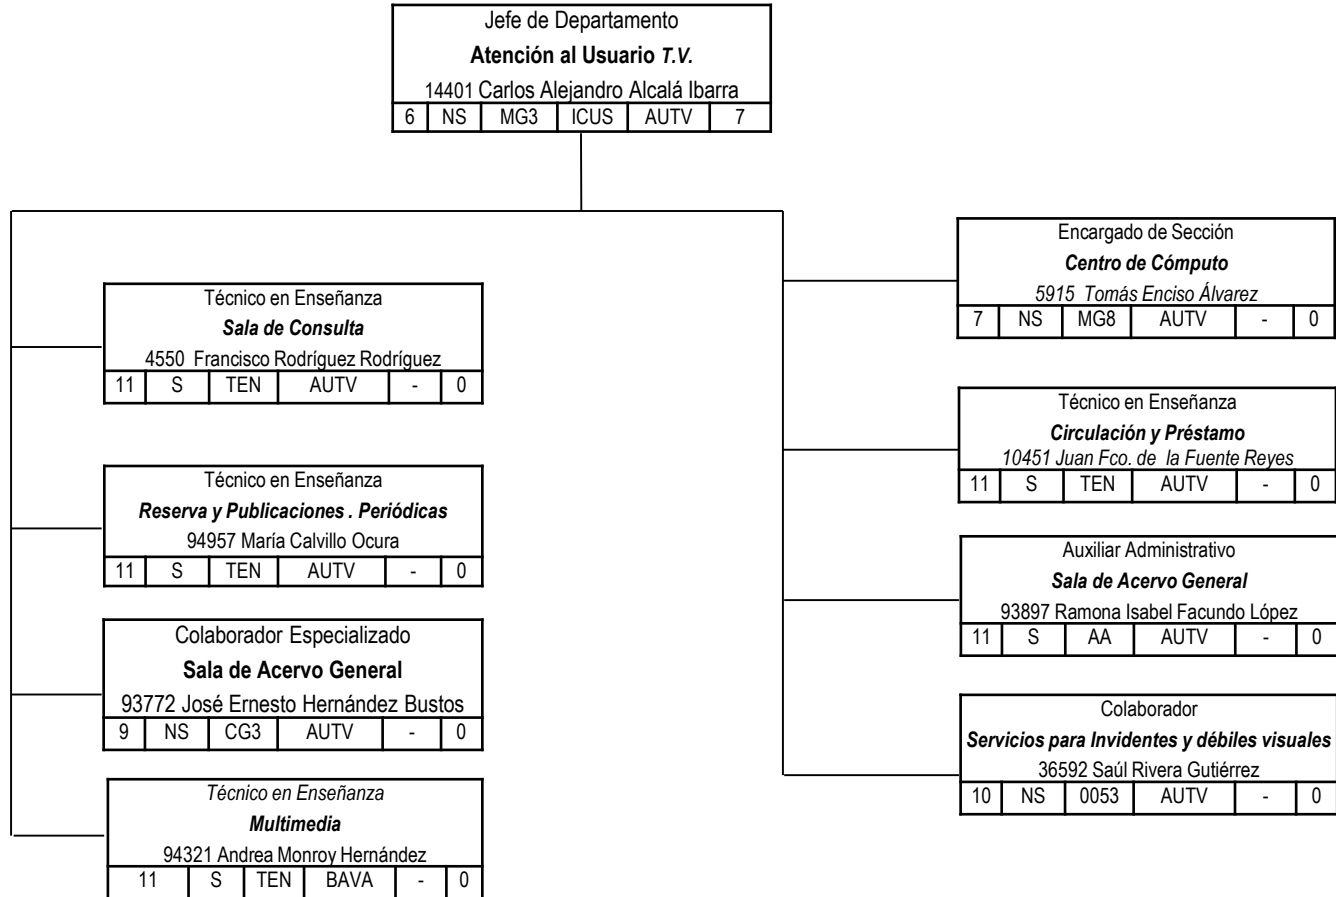 Jefe de Departamento
Atención al Usuario T.V.
14401 Carlos Alejandro Alcalá Ibarra
6 NS MG3 ICUS AUTV 7
Técnico en Enseñanza
Sala de Consulta
4550 Francisco Rodríguez Rodríguez
11 S TEN AUTV - 0
Técnico en Enseñanza
Reserva y Publicaciones . Periódicas
94957 María Calvillo Ocura
11 S TEN AUTV - 0
Colaborador Especializado
Sala de Acervo General
93772 José Ernesto Hernández Bustos
9 NS CG3 AUTV - 0
Técnico en Enseñanza
Multimedia
94321 Andrea Monroy Hernández
11 S TEN BAVA - 0
Encargado de Sección
Centro de Cómputo
5915 Tomás Enciso Álvarez
7 NS MG8 AUTV - 0
Técnico en Enseñanza
Circulación y Préstamo
10451 Juan Fco. de la Fuente Reyes
11 S TEN AUTV - 0
Auxiliar Administrativo
Sala de Acervo General
93897 Ramona Isabel Facundo López
11 S AA AUTV - 0
Colaborador
Servicios para Invidentes y débiles visuales
36592 Saúl Rivera Gutiérrez
10 NS 0053 AUTV - 0